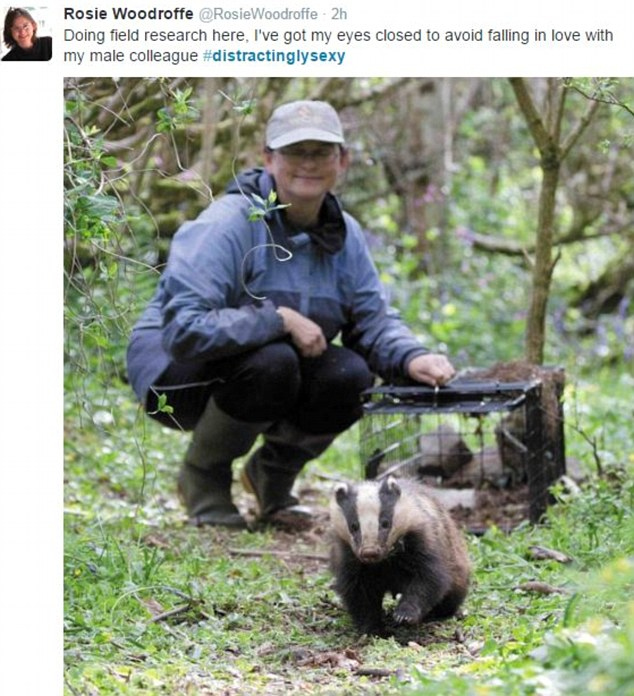 Rosie Woodroffe @RosieWoodroffe · 2h
Doing field research here, I've got my eyes closed to avoid falling in love with
my male colleague #distractinglysexy